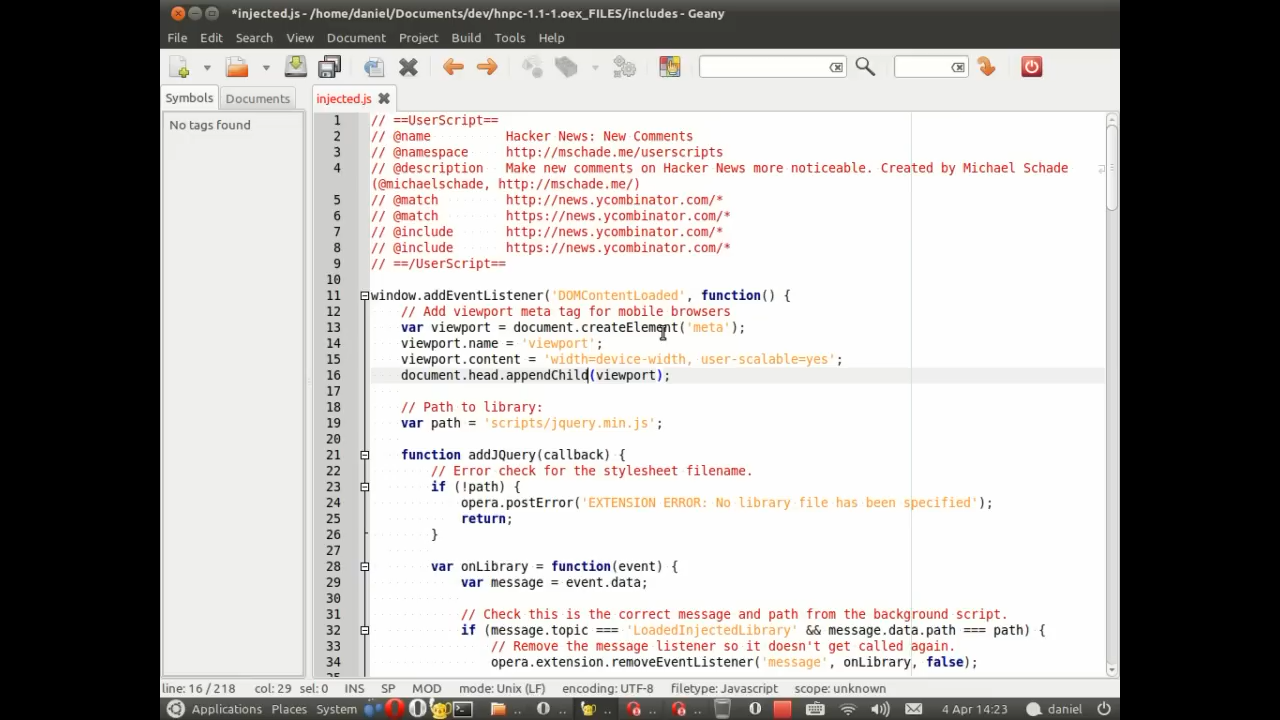 *injected.js - /home/daniel/Documents/dev/hnpc-1.1-1.oex_FILES/includes - Geany
File Edit Search View Document Project Build Tools Help
Symbols Documents injected.js
No tags found
1 // ==UserScript==
2 // @name Hacker News: New Comments
3 // @namespace http://mschade.me/userscripts
4 // @description Make new comments on Hacker News more noticeable. Created by Michael Schade
(@michaelschade, http://mschade.me/)
5 // @match http://news.ycombinator.com/*
6 // @match https://news.ycombinator.com/*
7 // @include http://news.ycombinator.com/*
8 // @include https://news.ycombinator.com/*
9 // ==/UserScript==
10
11 window.addEventListener('DOMContentLoaded', function() {
12 // Add viewport meta tag for mobile browsers
13 var viewport = document.createElement('meta');
14 viewport.name = 'viewport';
15 viewport.content = 'width=device-width, user-scalable=yes';
16 document.head.appendChild(viewport);
17
18 // Path to library:
19 var path = 'scripts/jquery.min.js';
20
21 function addJQuery(callback) {
22 // Error check for the stylesheet filename.
23 if (!path) {
24 opera.postError('EXTENSION ERROR: No library file has been specified');
25 return;
26 }
27
28 var onLibrary = function(event) {
29 var message = event.data;
30
31 // Check this is the correct message and path from the background script.
32 if (message.topic === 'LoadedInjectedLibrary' && message.data.path === path) {
33 // Remove the message listener so it doesn't get called again.
34 opera.extension.removeEventListener('message', onLibrary, false);
line: 16 / 218 col: 29 sel: 0 INS SP MOD mode: Unix (LF) encoding: UTF-8 filetype: Javascript scope: unknown
Applications Places System .. .. .. .. .. 4 Apr 14:23 daniel